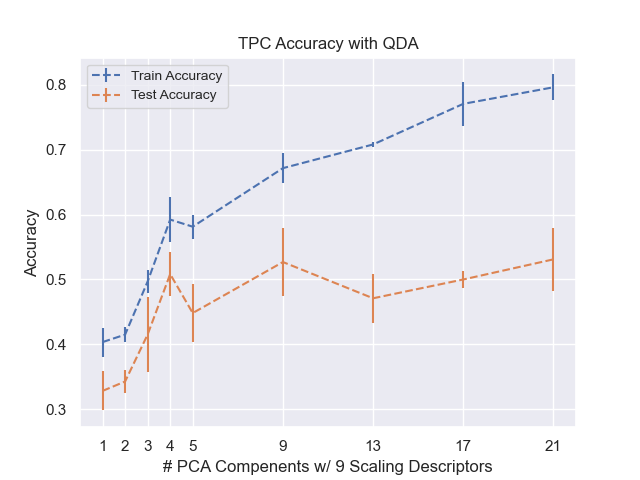 TPC Accuracy with QDA
Train Accuracy
Test Accuracy
0.8
0.7
0.6
0.5
0.4
0.3
Accuracy
1 2 3 4 5 9 13 17 21
# PCA Compenents w/ 9 Scaling Descriptors